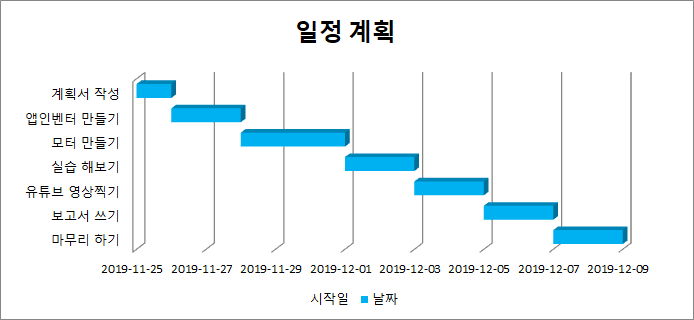 일정 계획
계획서 작성
앱인벤터 만들기
모터 만들기
실습 해보기
유튜브 영상찍기
보고서 쓰기
마무리 하기
2019-11-25 2019-11-27 2019-11-29 2019-12-01 2019-12-03 2019-12-05 2019-12-07 2019-12-09
시작일 날짜